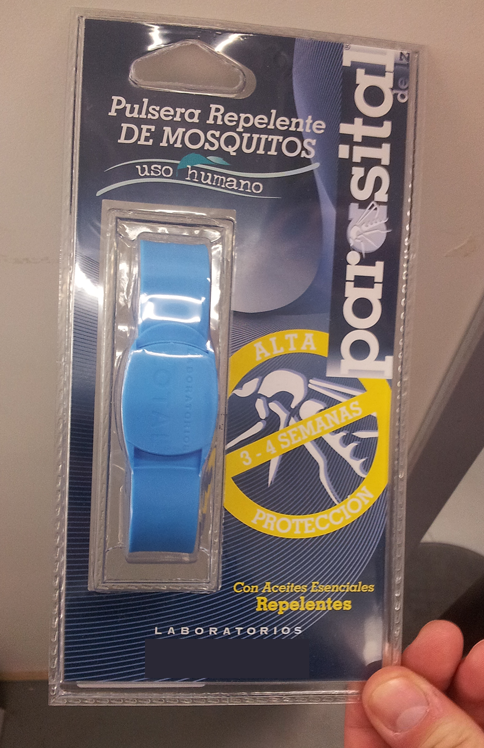 Pulsera Repelente
DE MOSQUITOS
uso humano
parasital
ALTA
3 - 4 SEMANAS
PROTECCIÓN
Con Aceites Esenciales
Repelentes
LABORATORIOS